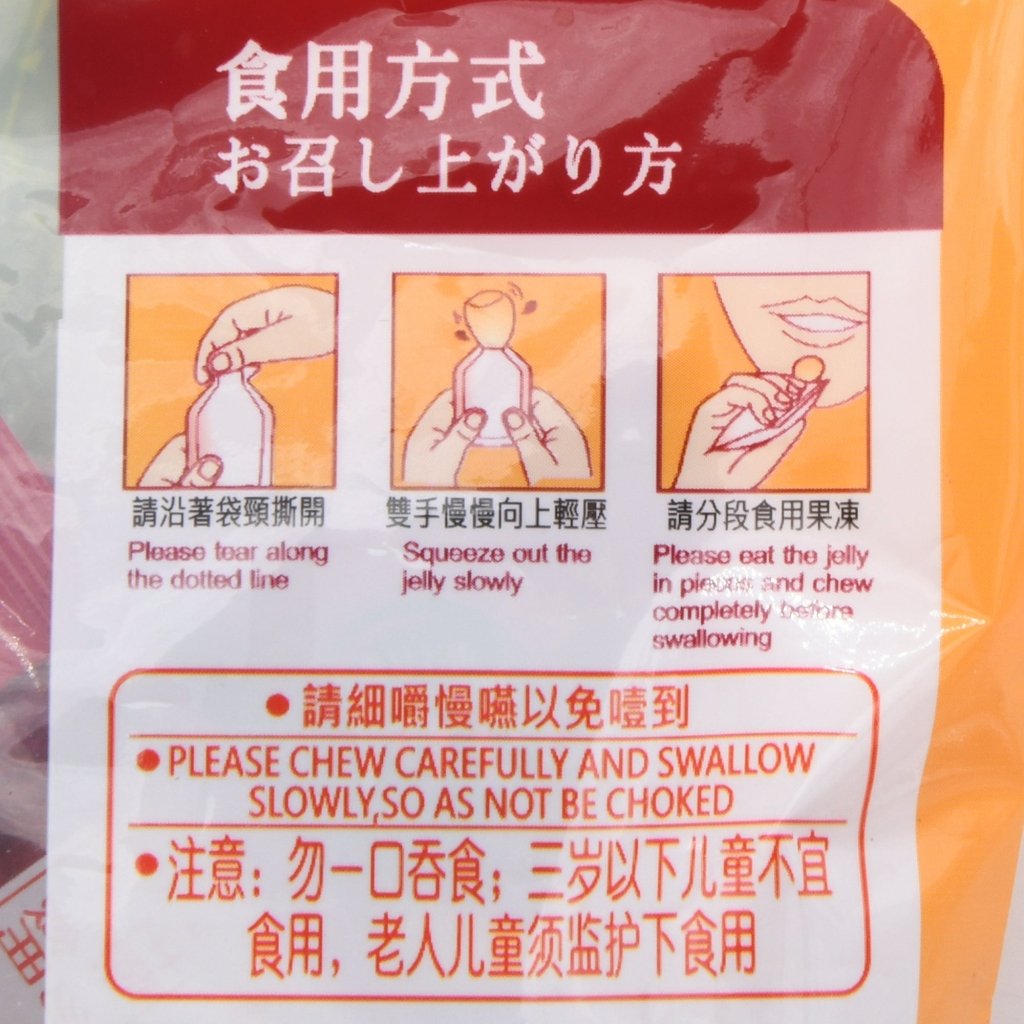 食用方式
お召し上がり方
請沿著袋頸撕開
Please tear along
the dotted line
雙手慢慢向上輕壓
Squeeze out the
jelly slowly
請分段食用果凍
Please eat the jelly
in pieces and chew
completely before
swallowing
● 請細嚼慢嚥以免噎到
● PLEASE CHEW CAREFULLY AND SWALLOW
SLOWLY,SO AS NOT BE CHOKED
● 注意：勿一口吞食；三岁以下儿童不宜
食用，老人儿童须监护下食用